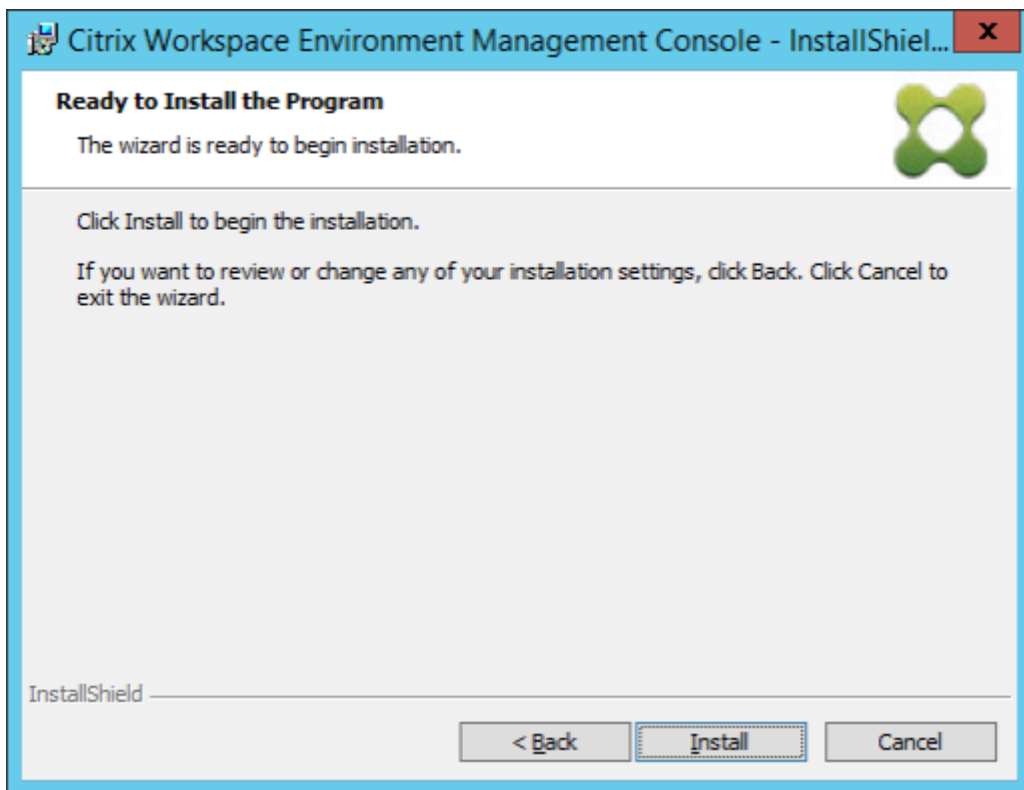 Citrix Workspace Environment Management Console - InstallShiel...
x
Ready to Install the Program
The wizard is ready to begin installation.
Click Install to begin the installation.
If you want to review or change any of your installation settings, click Back. Click Cancel to
exit the wizard.
InstallShield
< Back
Install
Cancel